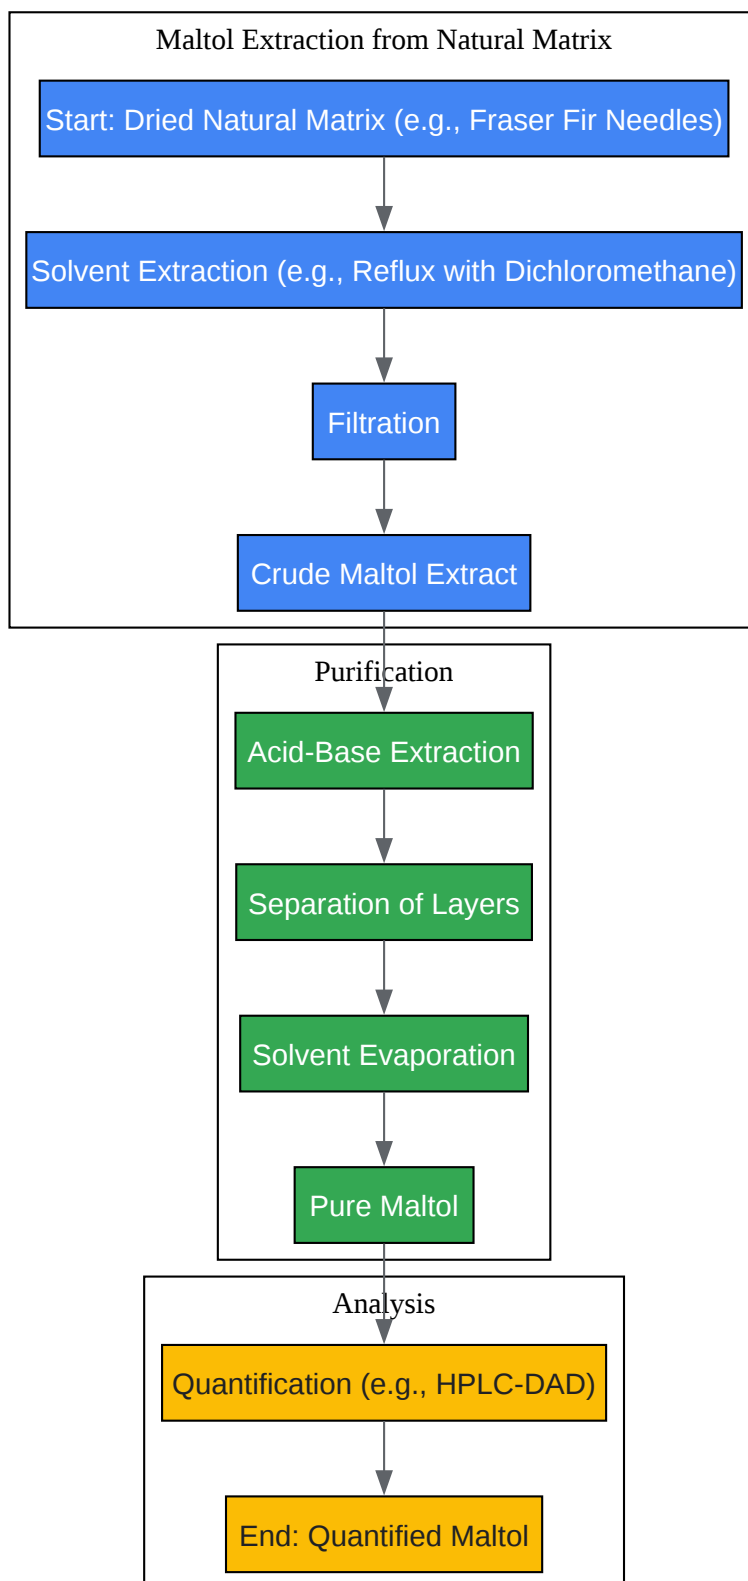 Maltol Extraction from Natural Matrix
Start: Dried Natural Matrix (e.g., Fraser Fir Needles)
Solvent Extraction (e.g., Reflux with Dichloromethane)
Filtration
Crude Maltol Extract
Purification
Acid-Base Extraction
Separation of Layers
Solvent Evaporation
Pure Maltol
Analysis
Quantification (e.g., HPLC-DAD)
End: Quantified Maltol